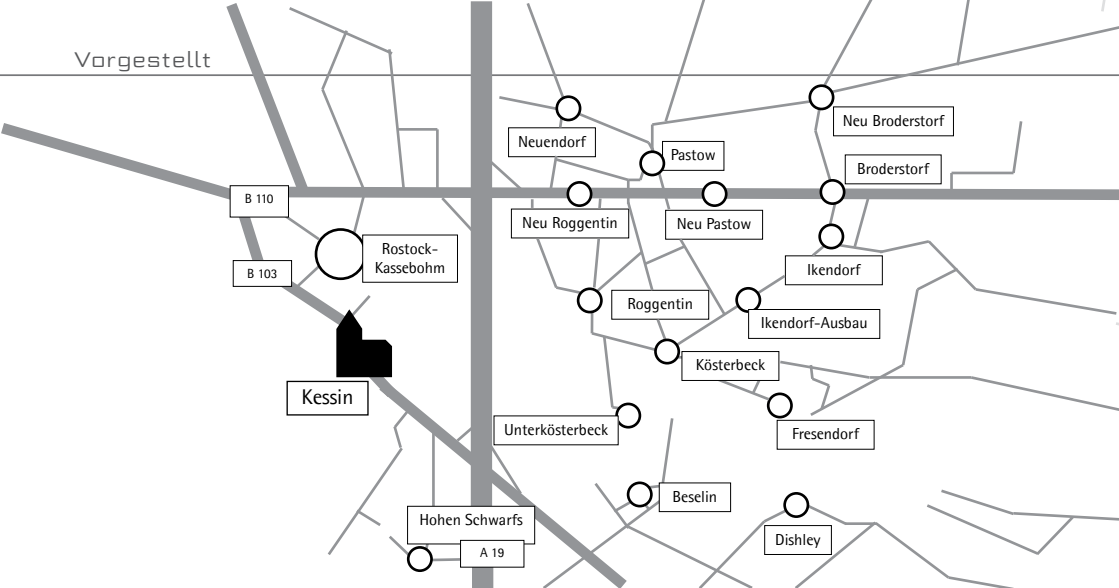 Vorgestellt
Neu Broderstorf
Neuendorf
Pastow
Broderstorf
B 110
Neu Roggentin
Neu Pastow
Rostock-
Kassebohm
B 103
Ikendorf
Roggentin
Ikendorf-Ausbau
Kösterbeck
Kessin
Unterkösterbeck
Fresendorf
Beselin
Hohen Schwarfs
Dishley
A 19